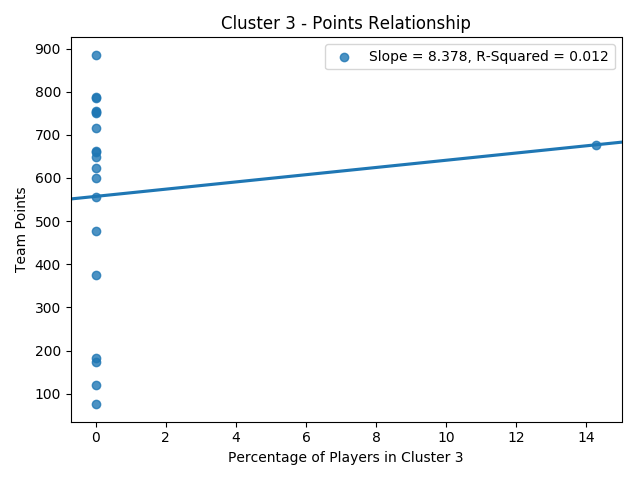 Cluster 3 - Points Relationship
Slope = 8.378, R-Squared = 0.012
900
800
700
600
500
400
300
200
100
Team Points
0 2 4 6 8 10 12 14
Percentage of Players in Cluster 3